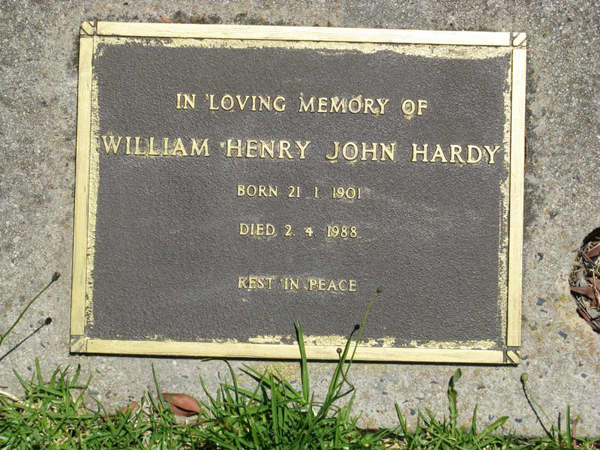 IN LOVING MEMORY OF
WILLIAM HENRY JOHN HARDY
BORN 21 1 1901
DIED 2 4 1988
REST IN PEACE